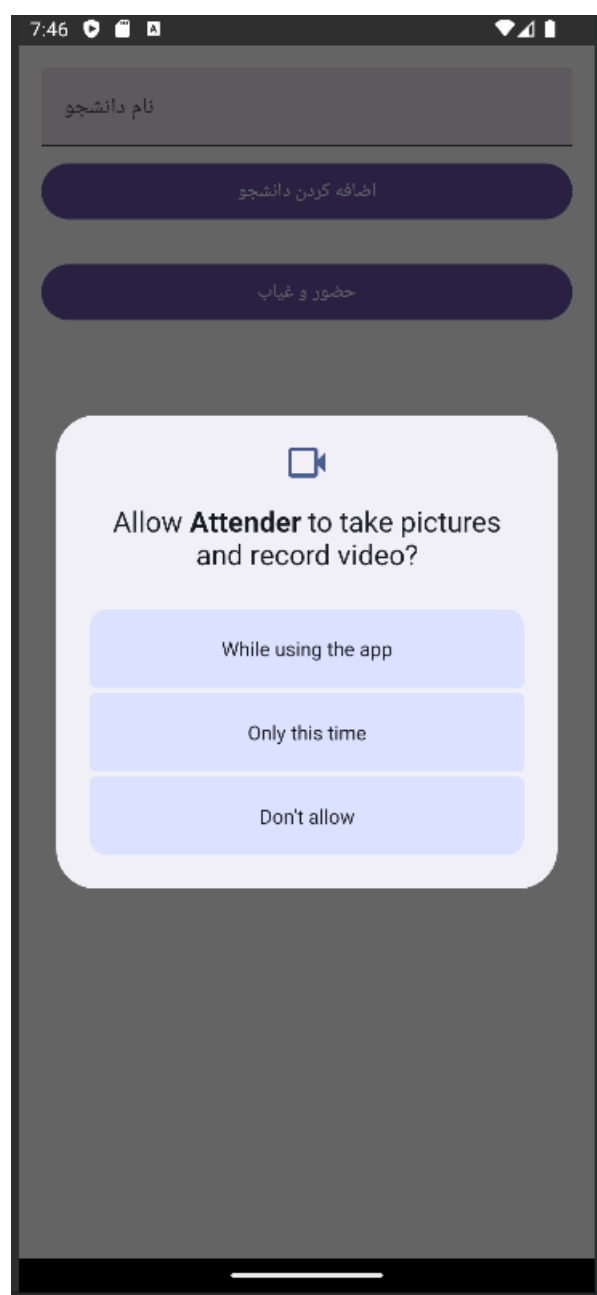 7:46
نام دانشجو
اضافه کردن دانشجو
حضور و غیاب
Allow Attender to take pictures
and record video?
While using the app
Only this time
Don't allow